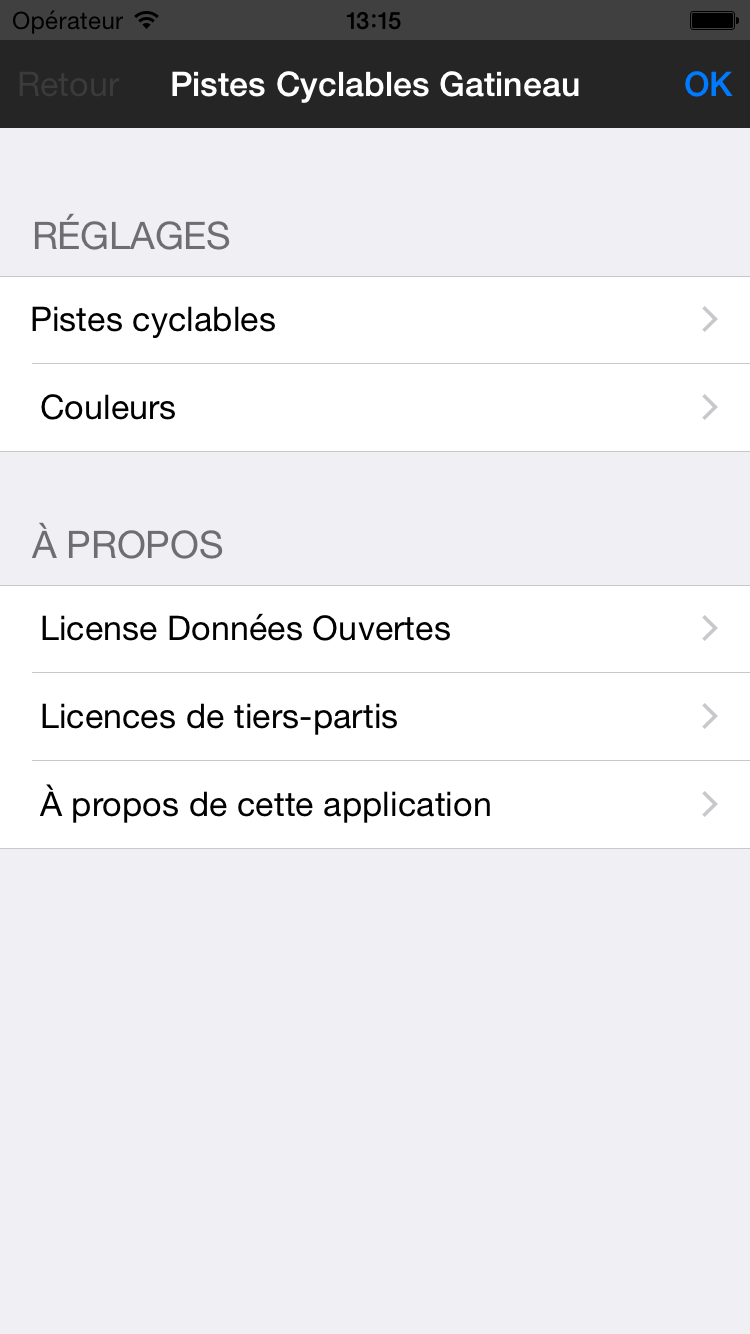 Opérateur 13:15
Retour Pistes Cyclables Gatineau OK
RÉGLAGES
Pistes cyclables
Couleurs
À PROPOS
License Données Ouvertes
Licences de tiers-partis
À propos de cette application